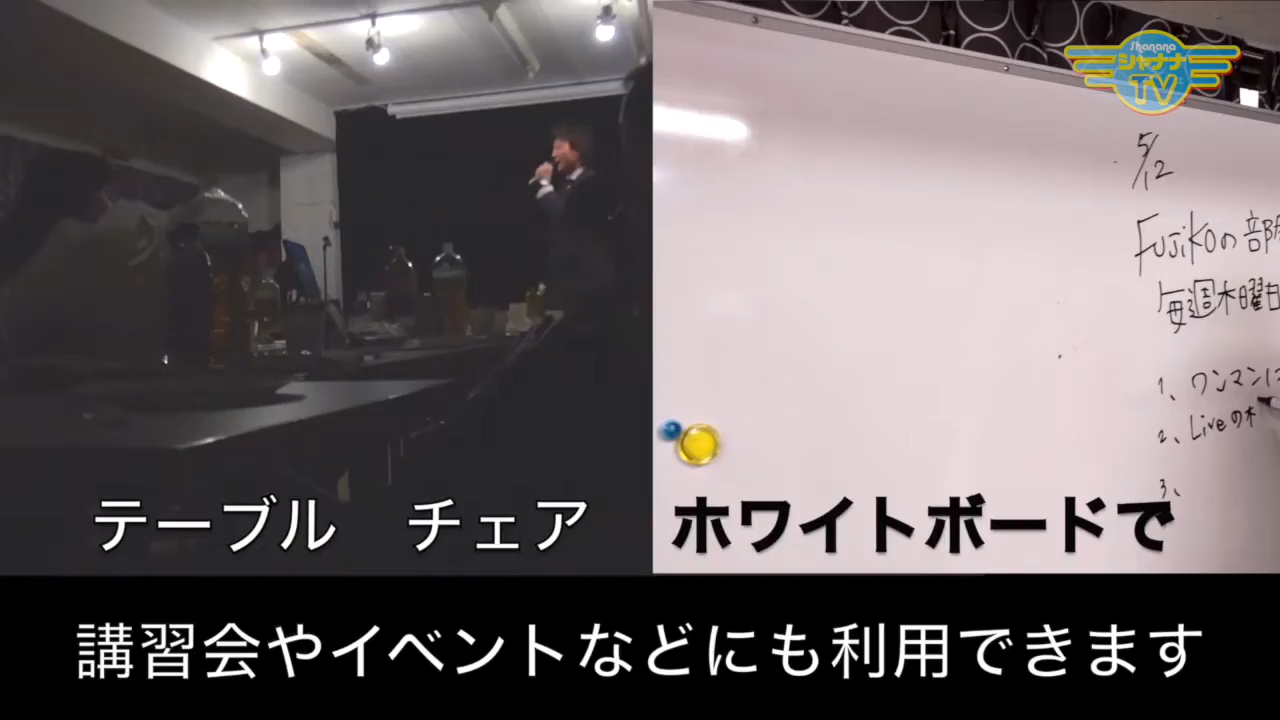 Shanana
シャナナ
TV
5/12
Fujikoの部
毎週木曜日
1、ワンマンに
2、Liveの
3、
テーブル　チェア
ホワイトボードで
講習会やイベントなどにも利用できます